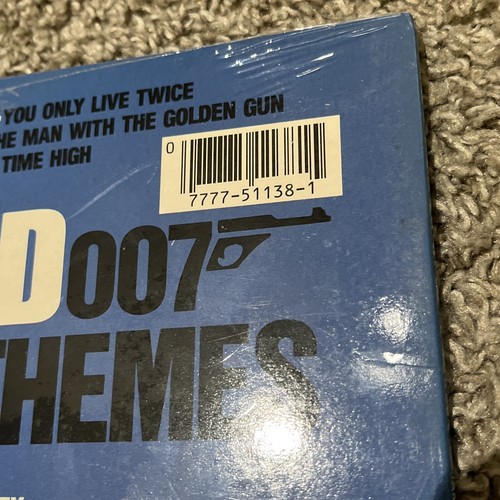 YOU ONLY LIVE TWICE
HE MAN WITH THE GOLDEN GUN
TIME HIGH
0
7777-51138-1
D007
THEMES